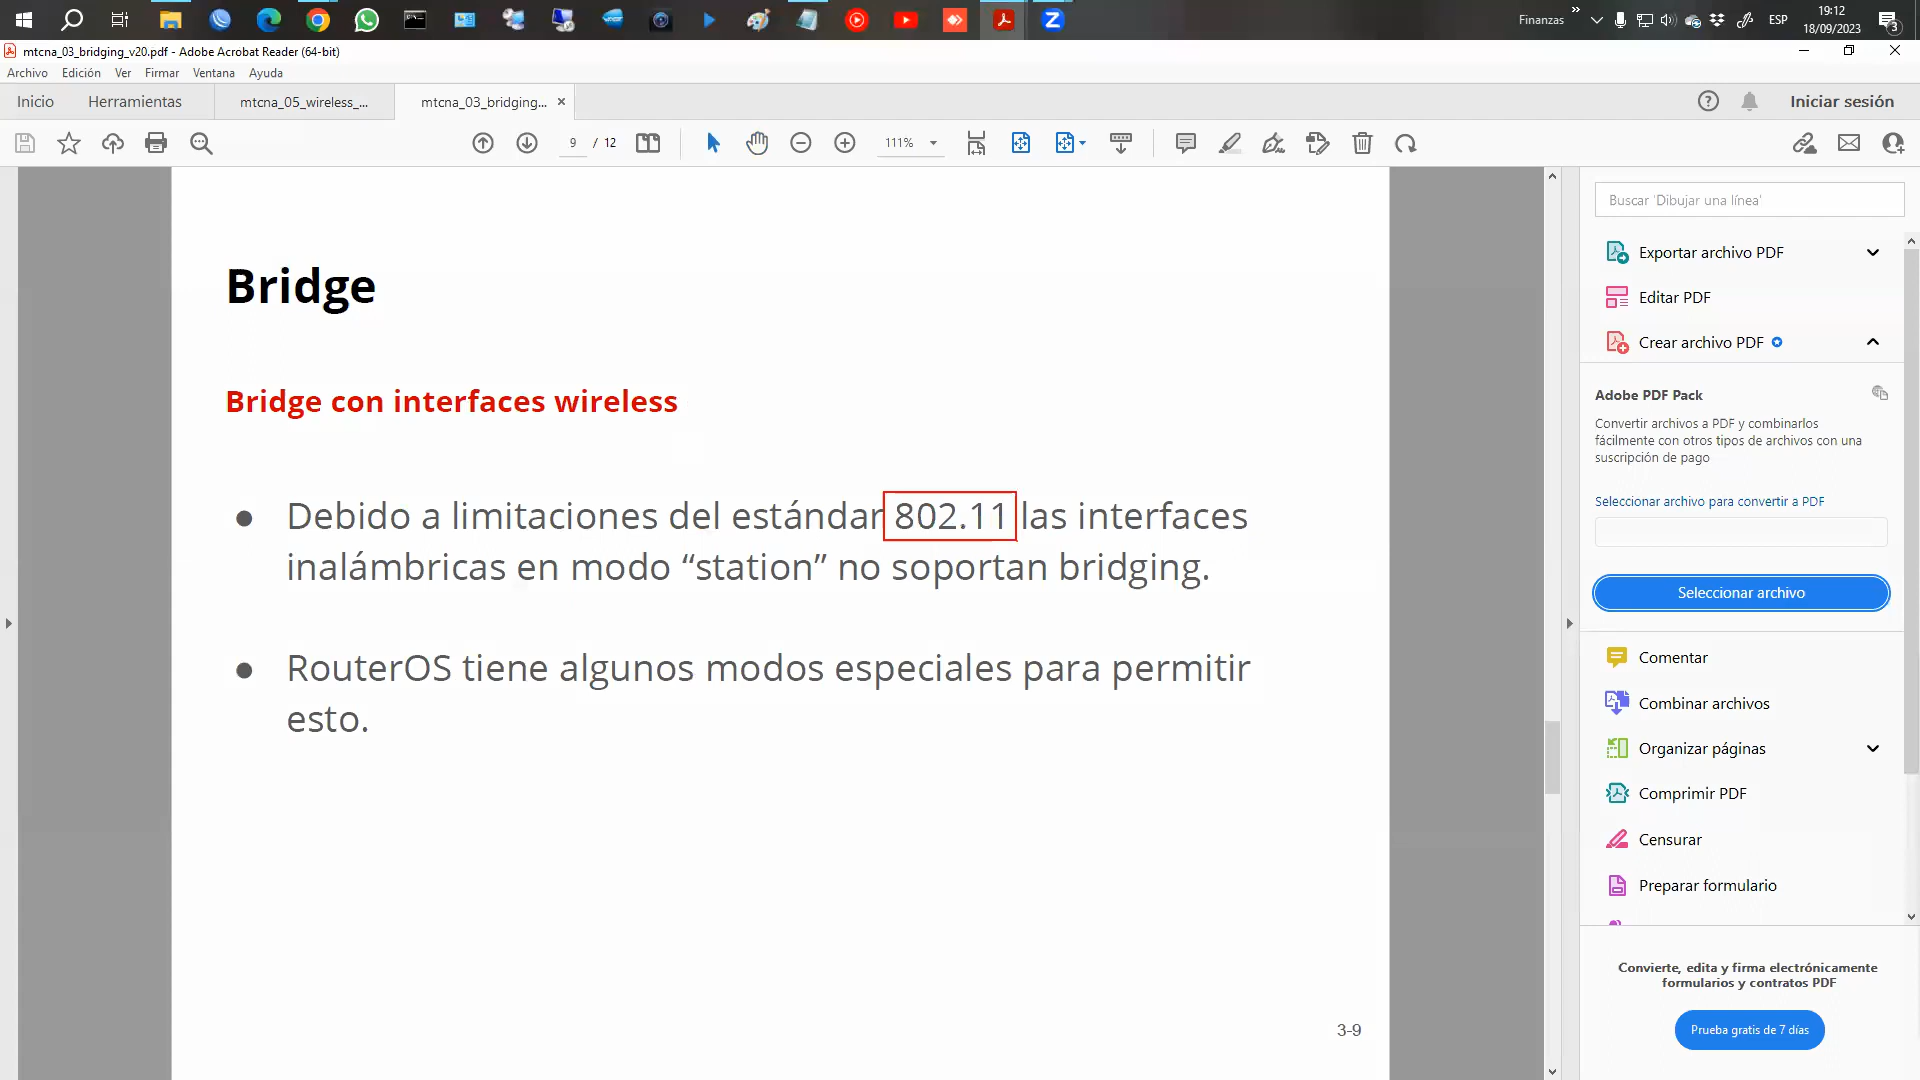 Finanzas
»
ESP
19:12
18/09/2023
3
mtcna_03_bridging_v20.pdf - Adobe Acrobat Reader (64-bit)
Archivo Edición Ver Firmar Ventana Ayuda
Inicio Herramientas mtcna_05_wireless_... mtcna_03_bridging... × Iniciar sesión
9 / 12 111%
Bridge
Bridge con interfaces wireless
● Debido a limitaciones del estándar 802.11 las interfaces
inalámbricas en modo “station” no soportan bridging.
● RouterOS tiene algunos modos especiales para permitir
esto.
3-9
Buscar 'Dibujar una línea'
Exportar archivo PDF
Editar PDF
Crear archivo PDF
Adobe PDF Pack
Convertir archivos a PDF y combinarlos
fácilmente con otros tipos de archivos con una
suscripción de pago
Seleccionar archivo para convertir a PDF
Seleccionar archivo
Comentar
Combinar archivos
Organizar páginas
Comprimir PDF
Censurar
Preparar formulario
Convierte, edita y firma electrónicamente
formularios y contratos PDF
Prueba gratis de 7 días